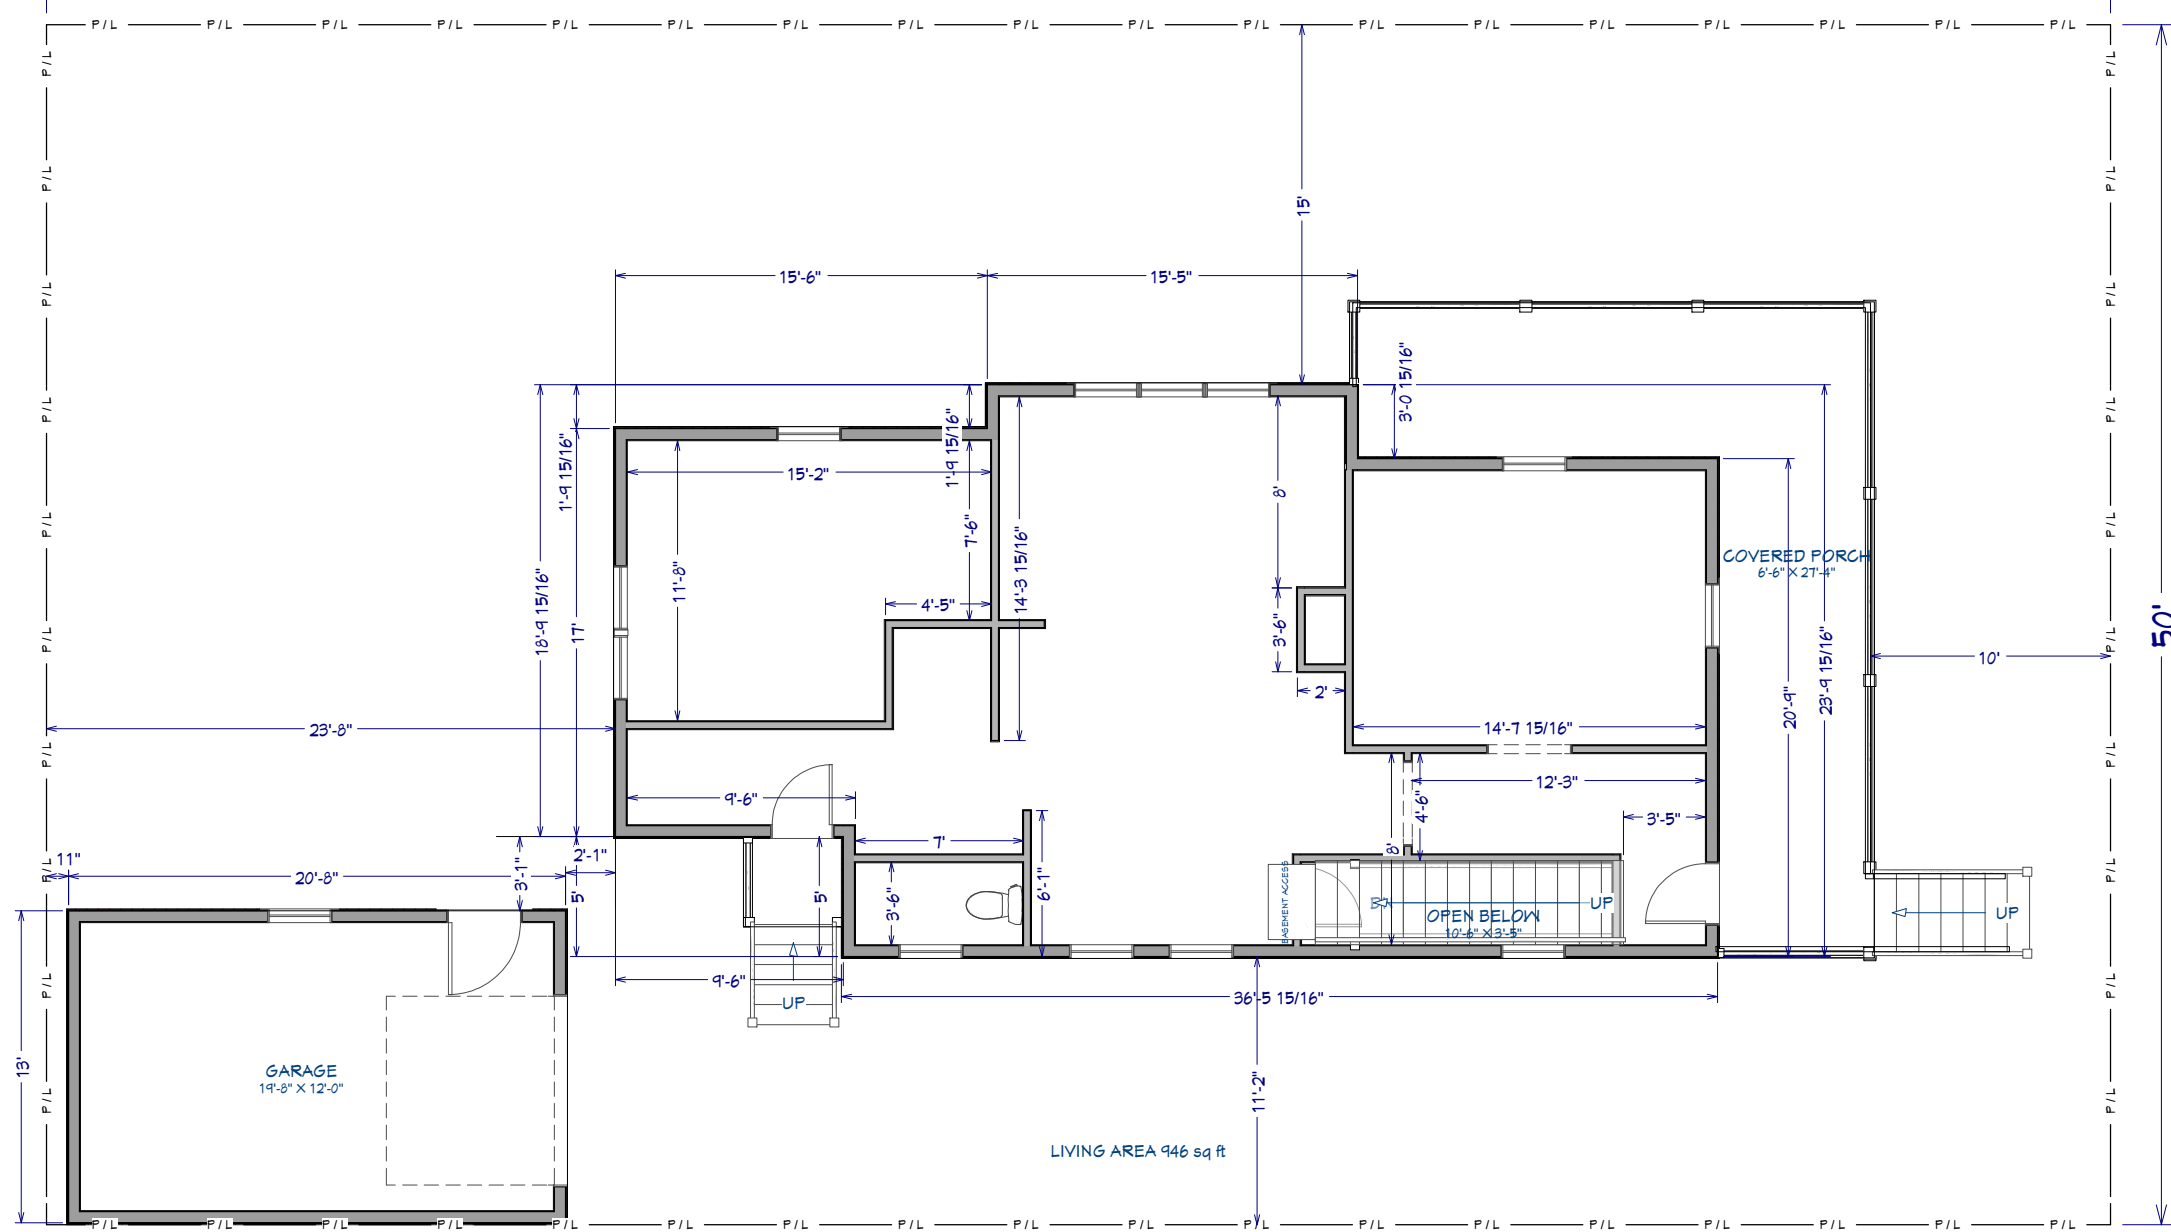 P/L P/L P/L P/L P/L P/L P/L P/L P/L P/L P/L P/L P/L P/L P/L P/L P/L P/L
P/L P/L P/L P/L P/L P/L P/L P/L P/L P/L
P/L P/L P/L P/L P/L P/L P/L P/L P/L P/L
15'
50'
15'-6"
15'-5"
3'-0 15/16"
1'-9 15/16"
1'-9 15/16"
15'-2"
8'
7'-6"
14'-3 15/16"
11'-8"
18'-9 15/16"
17'
4'-5"
3'-6"
2'
COVERED PORCH
6'-6" X 27'-4"
20'-9"
23'-9 15/16"
10'
23'-8"
14'-7 15/16"
12'-3"
9'-6"
4'-6"
3'-5"
7'
8'
11"
2'-1"
20'-8"
3'-1"
5'
5'
3'-6"
6'-1"
BASEMENT ACCESS
UP
OPEN BELOW
10'-6" X 3'-5"
UP
9'-6"
36'-5 15/16"
UP
13'
GARAGE
19'-8" X 12'-0"
11'-2"
LIVING AREA 946 sq ft
P/L P/L P/L P/L P/L P/L P/L P/L P/L P/L P/L P/L P/L P/L P/L P/L P/L P/L